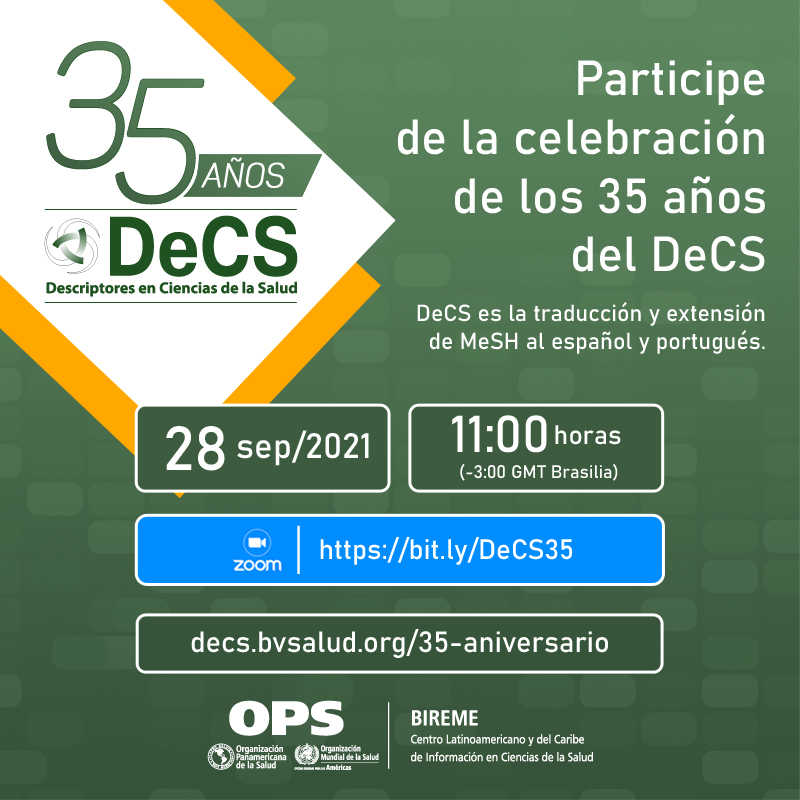 35
AÑOS
DeCS
Descriptores en Ciencias de la Salud
Participe
de la celebración
de los 35 años
del DeCS
DeCS es la traducción y extensión
de MeSH al español y portugués.
28 sep/2021
11:00 horas
(-3:00 GMT Brasilia)
zoom
https://bit.ly/DeCS35
decs.bvsalud.org/35-aniversario
OPS
Organización
Panamericana
de la Salud
Organización
Mundial de la Salud
Américas
BIREME
Centro Latinoamericano y del Caribe
de Información en Ciencias de la Salud